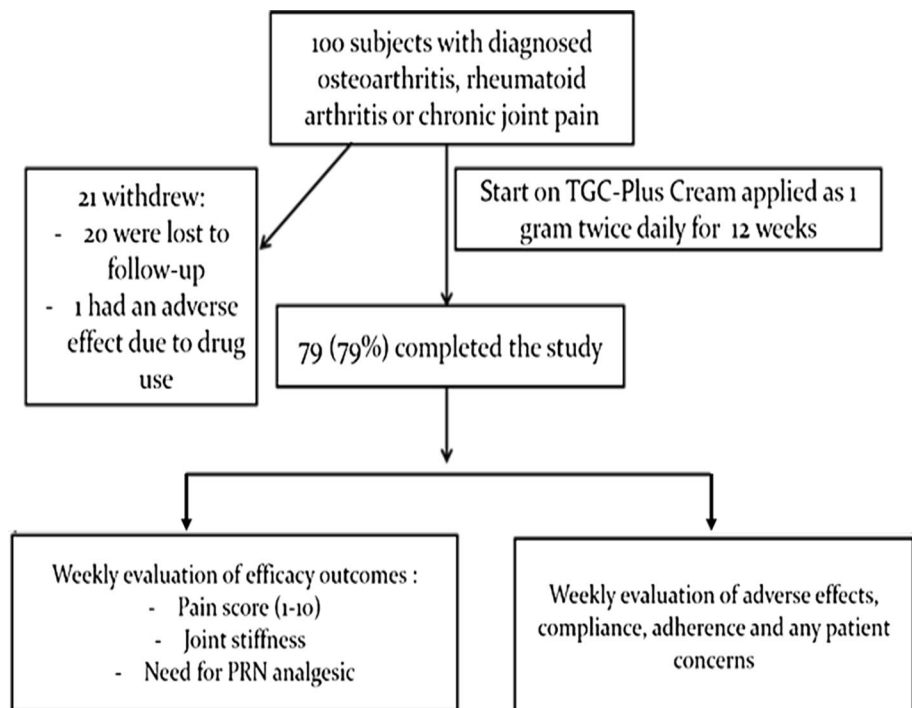 100 subjects with diagnosed
osteoarthritis, rheumatoid
arthritis or chronic joint pain
21 withdrew:
- 20 were lost to
follow-up
- 1 had an adverse
effect due to drug
use
Start on TGC-Plus Cream applied as 1
gram twice daily for 12 weeks
79 (79%) completed the study
Weekly evaluation of efficacy outcomes :
- Pain score (1-10)
- Joint stiffness
- Need for PRN analgesic
Weekly evaluation of adverse effects,
compliance, adherence and any patient
concerns